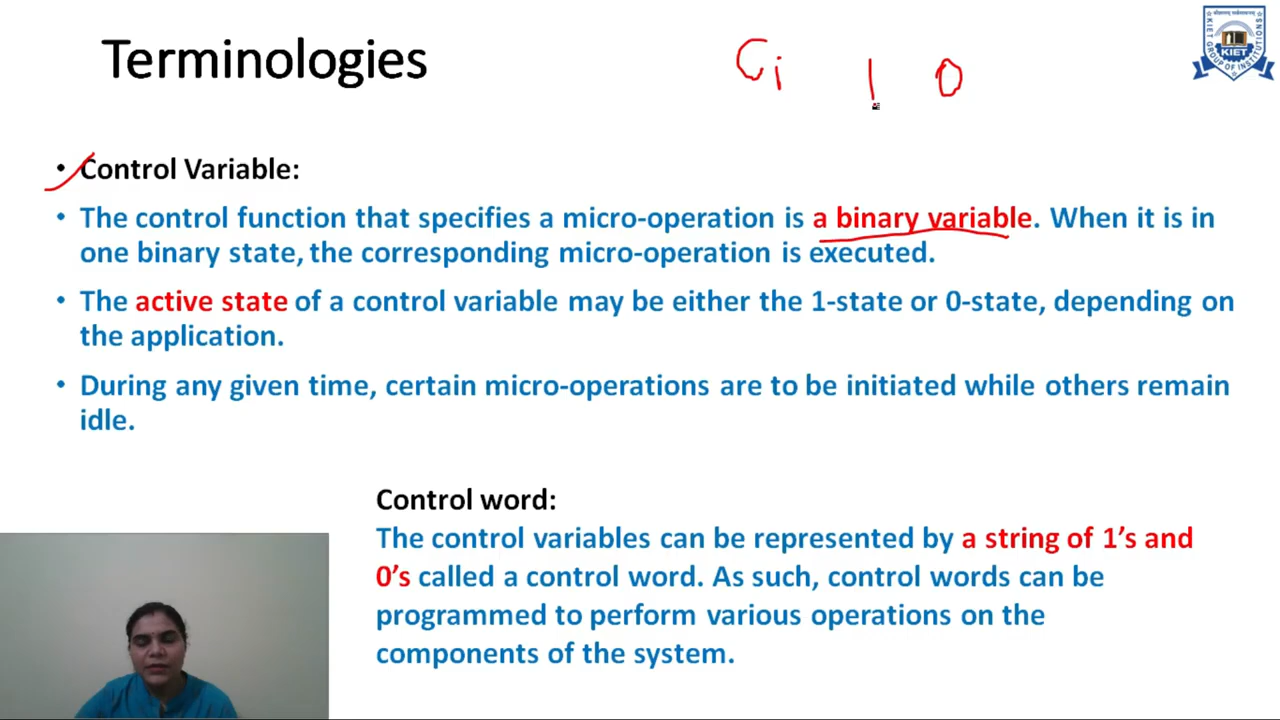 Terminologies
Ci 1 0
KIET
KIET GROUP OF INSTITUTIONS
• Control Variable:
• The control function that specifies a micro-operation is a binary variable. When it is in
one binary state, the corresponding micro-operation is executed.
• The active state of a control variable may be either the 1-state or 0-state, depending on
the application.
• During any given time, certain micro-operations are to be initiated while others remain
idle.
Control word:
The control variables can be represented by a string of 1’s and
0’s called a control word. As such, control words can be
programmed to perform various operations on the
components of the system.